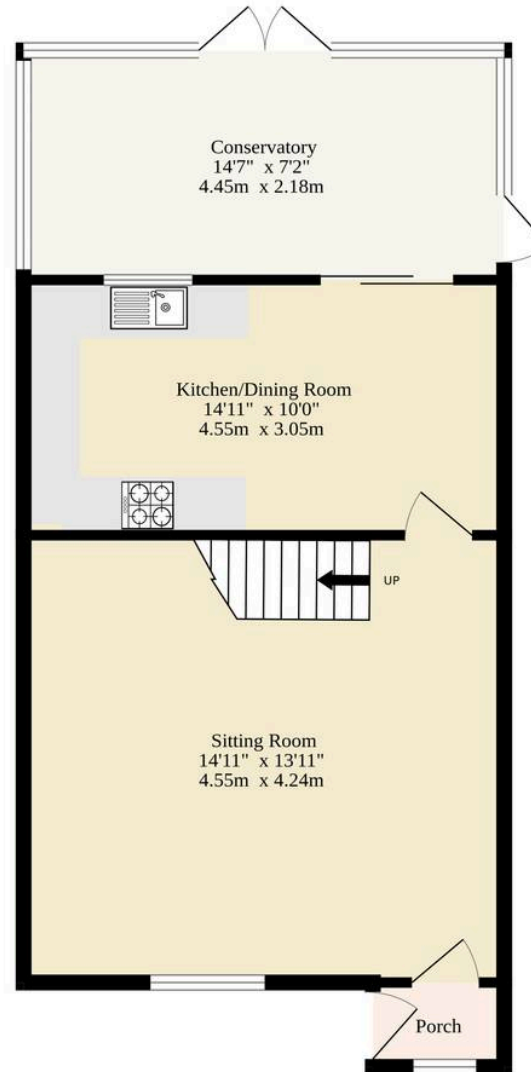 Conservatory
14'7" x 7'2"
4.45m x 2.18m
Kitchen/Dining Room
14'11" x 10'0"
4.55m x 3.05m
UP
Sitting Room
14'11" x 13'11"
4.55m x 4.24m
Porch